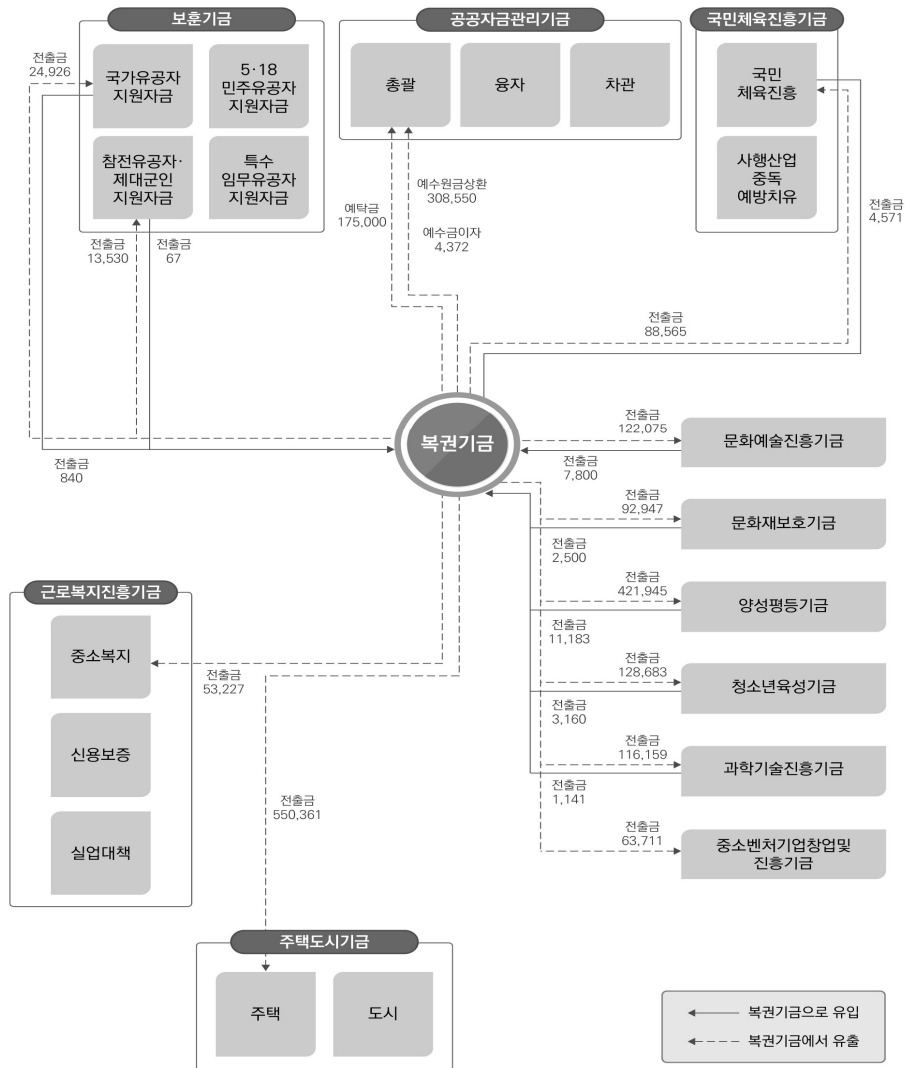 보훈기금
공공자금관리기금
국민체육진흥기금
전출금
24,926
국가유공자
지원자금
5·18
민주유공자
지원자금
참전유공자·
제대군인
지원자금
특수
임무유공자
지원자금
총괄
융자
차관
국민
체육진흥
사행산업
중독
예방치유
전출금
13,530
전출금
67
예탁금
175,000
예수원금상환
308,550
예수금이자
4,372
전출금
4,571
전출금
88,565
복권기금
전출금
840
전출금
122,075
전출금
7,800
문화예술진흥기금
전출금
92,947
전출금
2,500
문화재보호기금
전출금
421,945
전출금
11,183
양성평등기금
전출금
128,683
전출금
3,160
청소년육성기금
전출금
116,159
전출금
1,141
과학기술진흥기금
전출금
63,711
중소벤처기업창업및
진흥기금
근로복지진흥기금
중소복지
신용보증
실업대책
전출금
53,227
전출금
550,361
주택도시기금
주택
도시
복권기금으로 유입
복권기금에서 유출